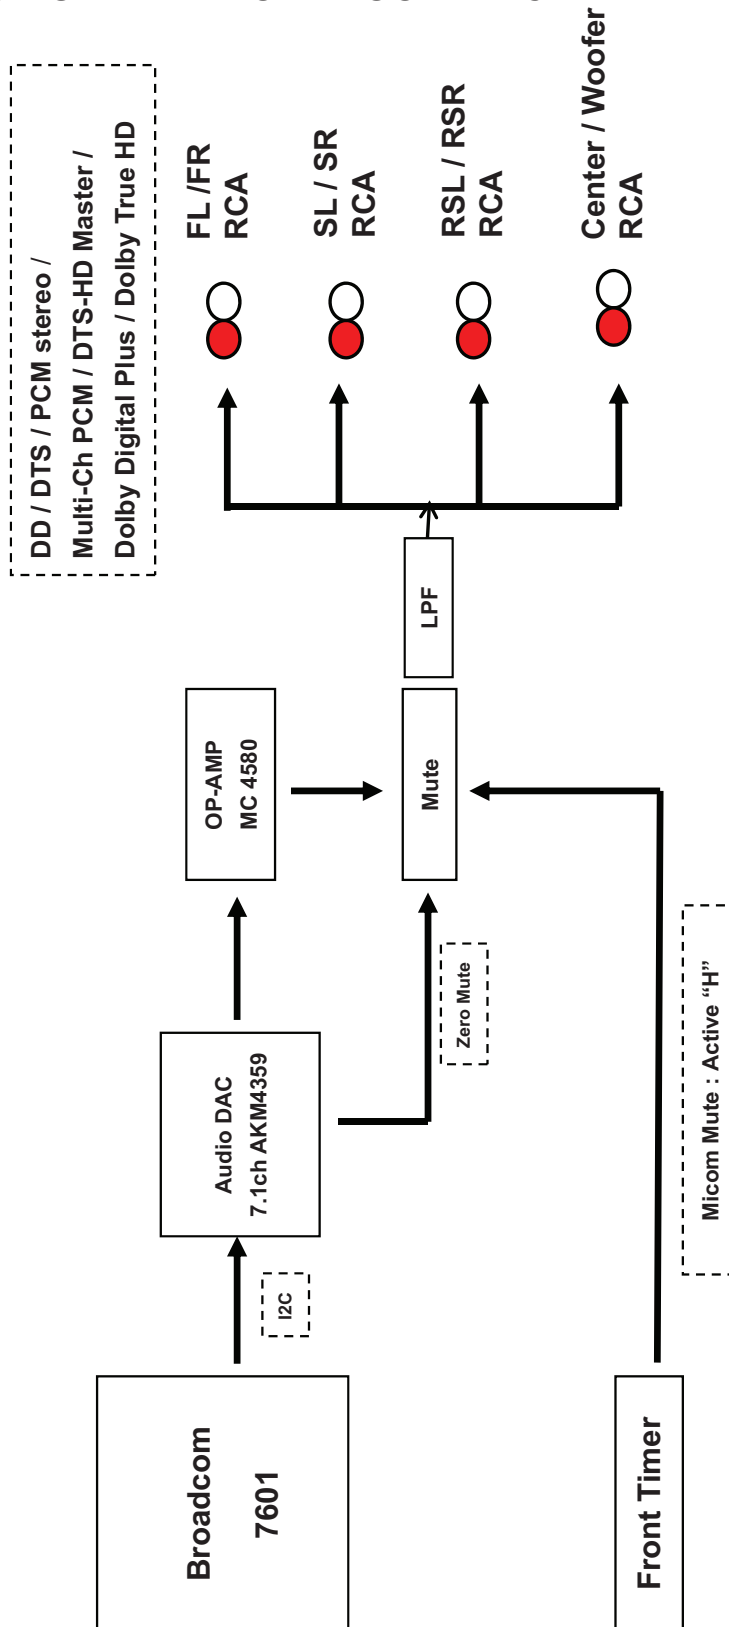 DD / DTS / PCM stereo /
Multi-Ch PCM / DTS-HD Master /
Dolby Digital Plus / Dolby True HD
FL /FR
RCA
SL / SR
RCA
RSL / RSR
RCA
Center / Woofer
RCA
Broadcom
7601
I2C
Audio DAC
7.1ch AKM4359
OP-AMP
MC 4580
Zero Mute
Mute
LPF
Front Timer
Micom Mute : Active “H”